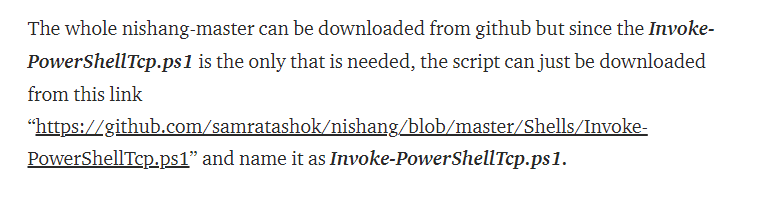 The whole nishang-master can be downloaded from github but since the Invoke-
PowerShellTcp.ps1 is the only that is needed, the script can just be downloaded
from this link
“https://github.com/samratashok/nishang/blob/master/Shells/Invoke-
PowerShellTcp.ps1” and name it as Invoke-PowerShellTcp.ps1.